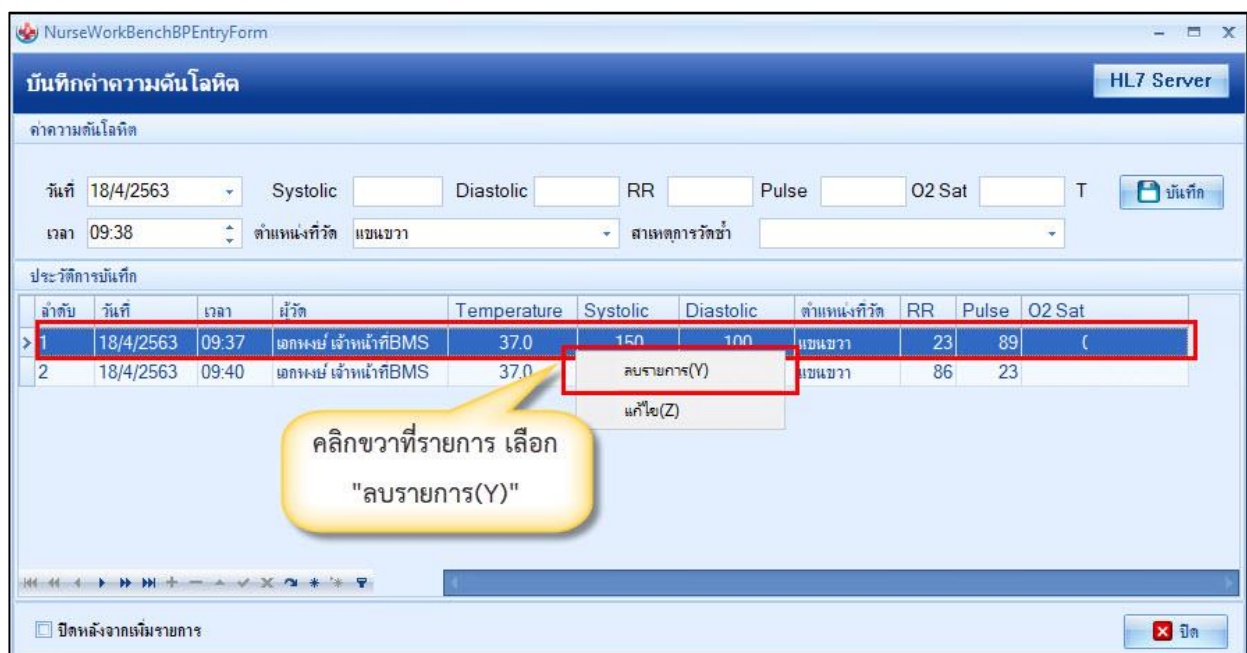 NurseWorkBenchBPEntryForm
บันทึกค่าความดันโลหิต HL7 Server
ค่าความดันโลหิต
วันที่ 18/4/2563 Systolic Diastolic RR Pulse O2 Sat T บันทึก
เวลา 09:38 ตำแหน่งที่วัด แขนขวา สาเหตุการวัดซ้ำ
ประวัติการบันทึก
ลำดับ วันที่ เวลา ผู้วัด Temperature Systolic Diastolic ตำแหน่งที่วัด RR Pulse O2 Sat
1 18/4/2563 09:37 เอกพงษ์ เจ้าหน้าที่BMS 37.0 150 100 แขนขวา 23 89
2 18/4/2563 09:40 เอกพงษ์ เจ้าหน้าที่BMS 37.0 แขนขวา 86 23
ลบรายการ(Y)
แก้ไข(Z)
คลิกขวาที่รายการ เลือก
"ลบรายการ(Y)"
ปิดหลังจากเพิ่มรายการ ปิด